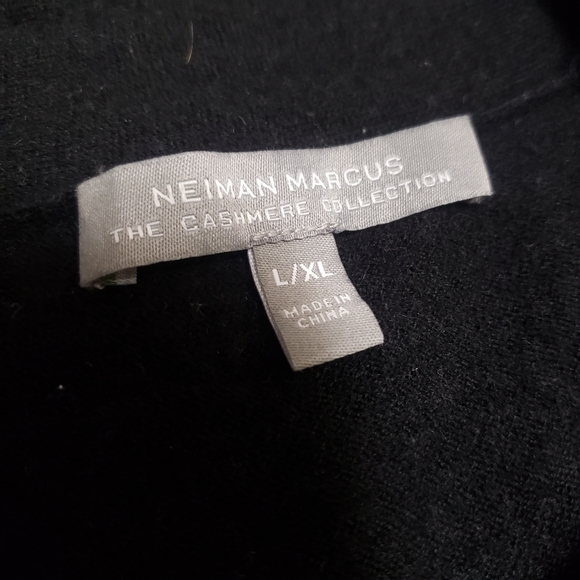 NEIMAN MARCUS
THE CASHMERE COLLECTION
L/XL
MADE IN
CHINA